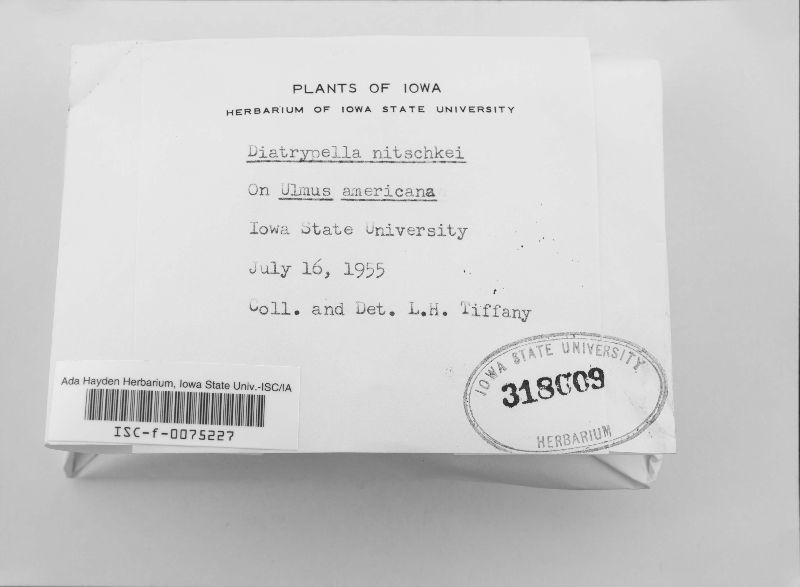 PLANTS OF IOWA
HERBARIUM OF IOWA STATE UNIVERSITY
Diatrypella nitschkei
On Ulmus americana
Iowa State University
July 16, 1955
Coll. and Det. L.H. Tiffany
IOWA STATE UNIVERSITY
318009
HERBARIUM
Ada Hayden Herbarium, Iowa State Univ.-ISC/IA
ISC-f-0075227